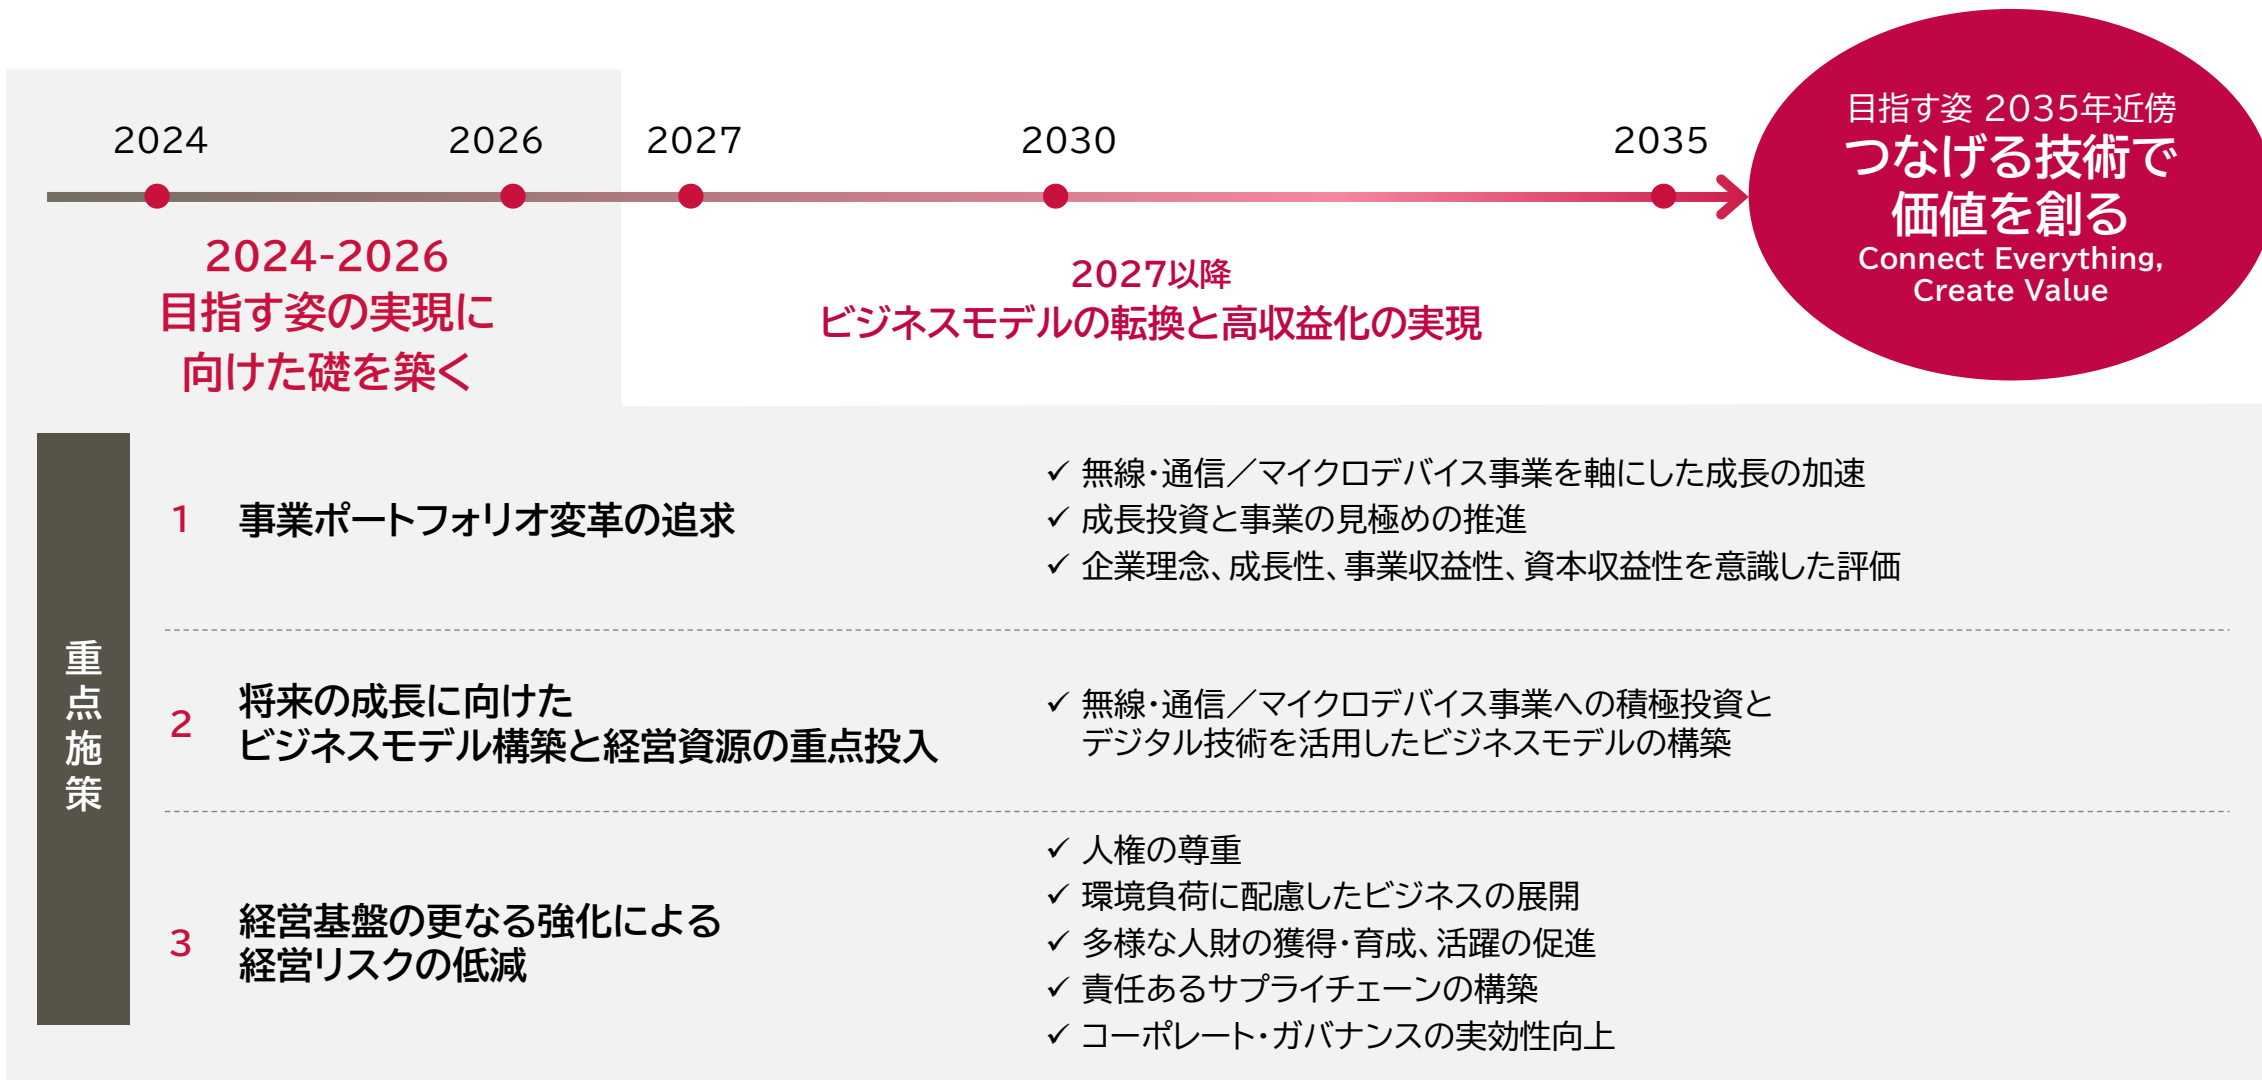 2024
2026
2027
2030
2035
目指す姿 2035年近傍
つなげる技術で
価値を創る
Connect Everything,
Create Value
2024-2026
目指す姿の実現に
向けた礎を築く
2027以降
ビジネスモデルの転換と高収益化の実現
重点施策
1
事業ポートフォリオ変革の追求
✓ 無線・通信／マイクロデバイス事業を軸にした成長の加速
✓ 成長投資と事業の見極めの推進
✓ 企業理念、成長性、事業収益性、資本収益性を意識した評価
2
将来の成長に向けた
ビジネスモデル構築と経営資源の重点投入
✓ 無線・通信／マイクロデバイス事業への積極投資と
デジタル技術を活用したビジネスモデルの構築
3
経営基盤の更なる強化による
経営リスクの低減
✓ 人権の尊重
✓ 環境負荷に配慮したビジネスの展開
✓ 多様な人財の獲得・育成、活躍の促進
✓ 責任あるサプライチェーンの構築
✓ コーポレート・ガバナンスの実効性向上